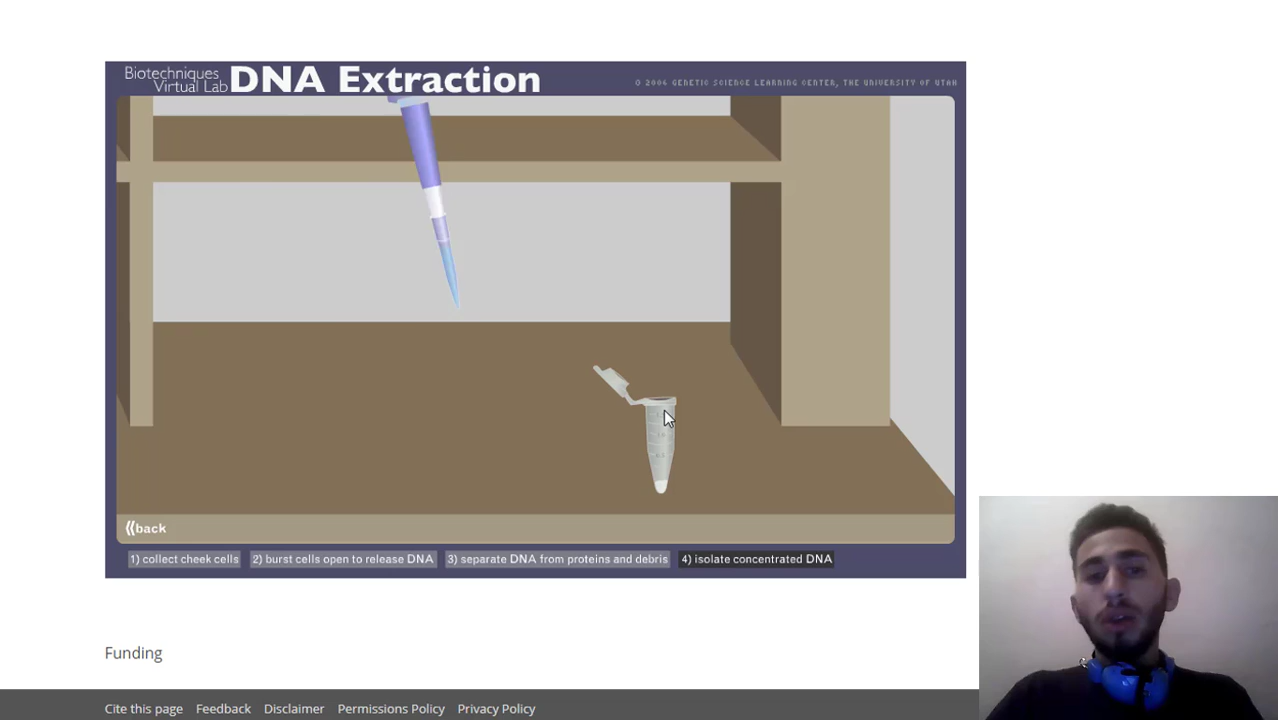 Biotechniques
Virtual Lab DNA Extraction
© 2006 GENETIC SCIENCE LEARNING CENTER, THE UNIVERSITY OF UTAH
⟪back
1) collect cheek cells 2) burst cells open to release DNA 3) separate DNA from proteins and debris 4) isolate concentrated DNA
Funding
Cite this page Feedback Disclaimer Permissions Policy Privacy Policy